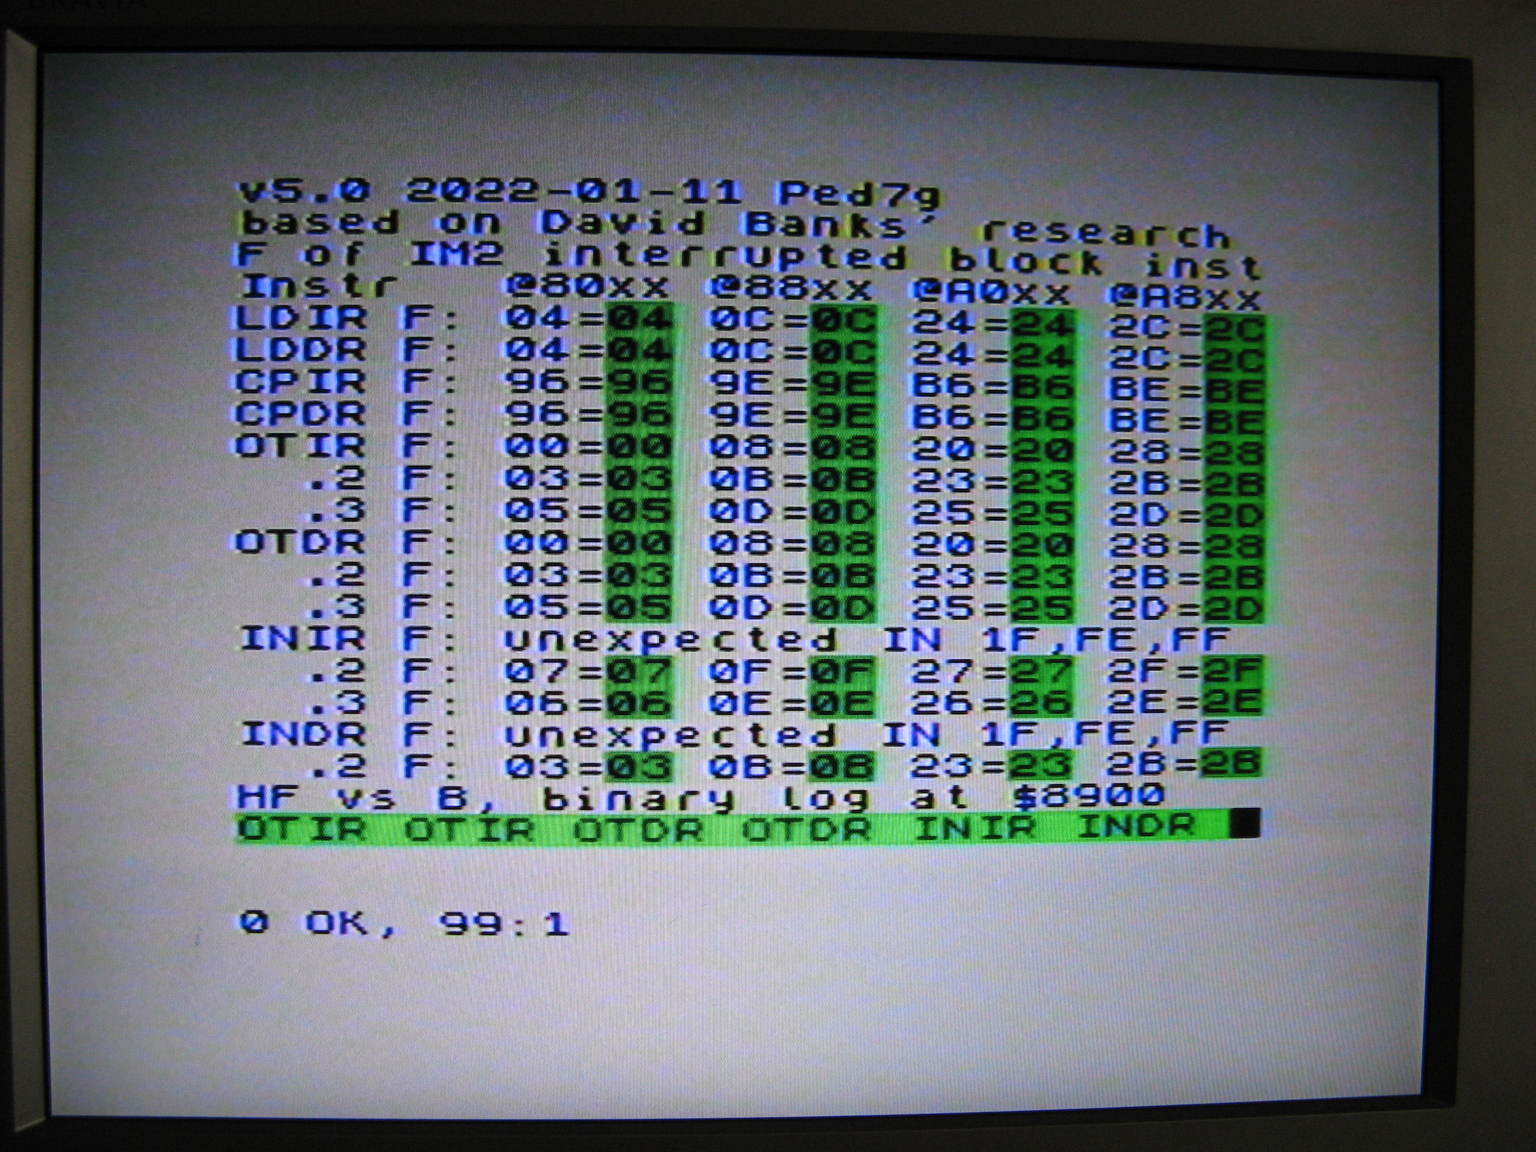 v5.0 2022-01-11 Ped7g
based on David Banks' research
F of IM2 interrupted block inst
Instr @80xx @88xx @A0xx @A8xx
LDIR F: 04=04 0C=0C 24=24 2C=2C
LDDR F: 04=04 0C=0C 24=24 2C=2C
CPIR F: 96=96 9E=9E B6=B6 BE=BE
CPDR F: 96=96 9E=9E B6=B6 BE=BE
OTIR F: 00=00 08=08 20=20 28=28
.2 F: 03=03 0B=0B 23=23 2B=2B
.3 F: 05=05 0D=0D 25=25 2D=2D
OTDR F: 00=00 08=08 20=20 28=28
.2 F: 03=03 0B=0B 23=23 2B=2B
.3 F: 05=05 0D=0D 25=25 2D=2D
INIR F: unexpected IN 1F,FE,FF
.2 F: 07=07 0F=0F 27=27 2F=2F
.3 F: 06=06 0E=0E 26=26 2E=2E
INDR F: unexpected IN 1F,FE,FF
.2 F: 03=03 0B=0B 23=23 2B=2B
HF vs B, binary log at $8900
OTIR OTIR OTDR OTDR INIR INDR
0 OK, 99:1